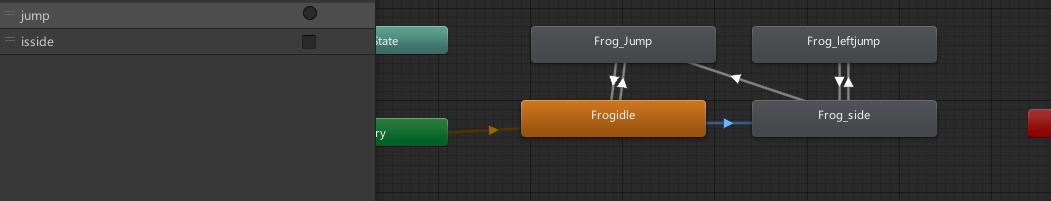 jump
isside
State
Frog_Jump
Frog_leftjump
ry
Frogidle
Frog_side